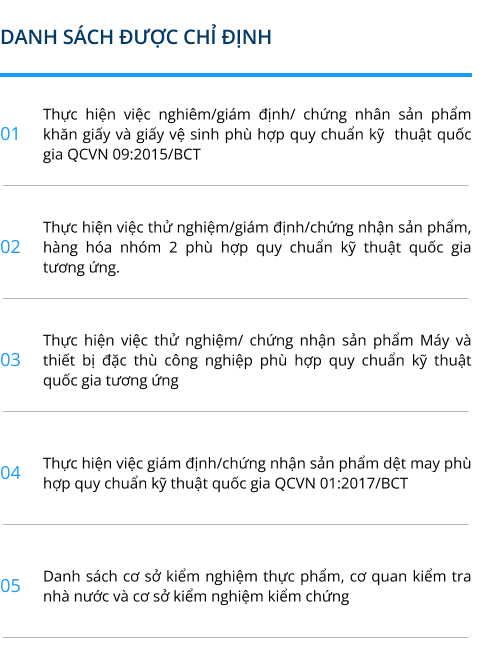 DANH SÁCH ĐƯỢC CHỈ ĐỊNH
01
Thực hiện việc nghiêm/giám định/ chứng nhân sản phẩm
khăn giấy và giấy vệ sinh phù hợp quy chuẩn kỹ thuật quốc
gia QCVN 09:2015/BCT
02
Thực hiện việc thử nghiệm/giám định/chứng nhận sản phẩm,
hàng hóa nhóm 2 phù hợp quy chuẩn kỹ thuật quốc gia
tương ứng.
03
Thực hiện việc thử nghiệm/ chứng nhận sản phẩm Máy và
thiết bị đặc thù công nghiệp phù hợp quy chuẩn kỹ thuật
quốc gia tương ứng
04
Thực hiện việc giám định/chứng nhận sản phẩm dệt may phù
hợp quy chuẩn kỹ thuật quốc gia QCVN 01:2017/BCT
05
Danh sách cơ sở kiểm nghiệm thực phẩm, cơ quan kiểm tra
nhà nước và cơ sở kiểm nghiệm kiểm chứng